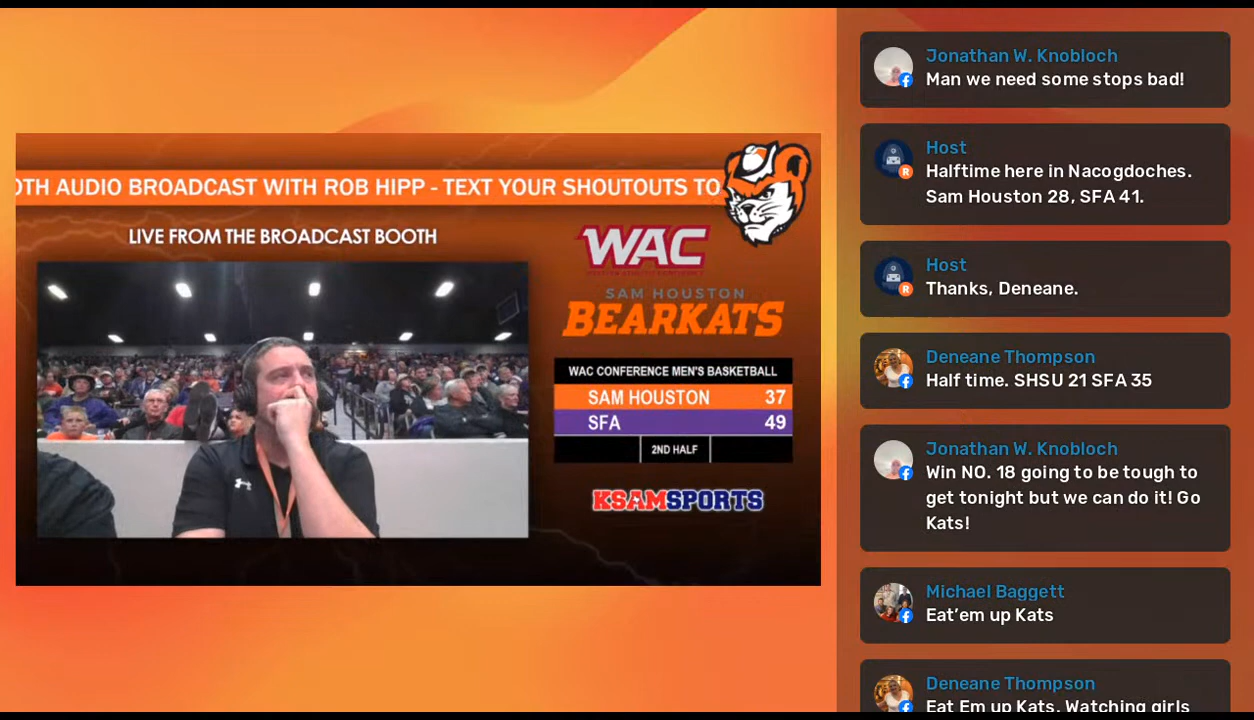 OTH AUDIO BROADCAST WITH ROB HIPP - TEXT YOUR SHOUTOUTS TO
LIVE FROM THE BROADCAST BOOTH
WAC
SAM HOUSTON
BEARKATS
WAC CONFERENCE MEN'S BASKETBALL
SAM HOUSTON 37
SFA 49
2ND HALF
KSAMSPORTS
Jonathan W. Knobloch
Man we need some stops bad!
Host
Halftime here in Nacogdoches.
Sam Houston 28, SFA 41.
Host
Thanks, Deneane.
Deneane Thompson
Half time. SHSU 21 SFA 35
Jonathan W. Knobloch
Win NO. 18 going to be tough to
get tonight but we can do it! Go
Kats!
Michael Baggett
Eat’em up Kats
Deneane Thompson
Eat Em up Kats. Watching girls